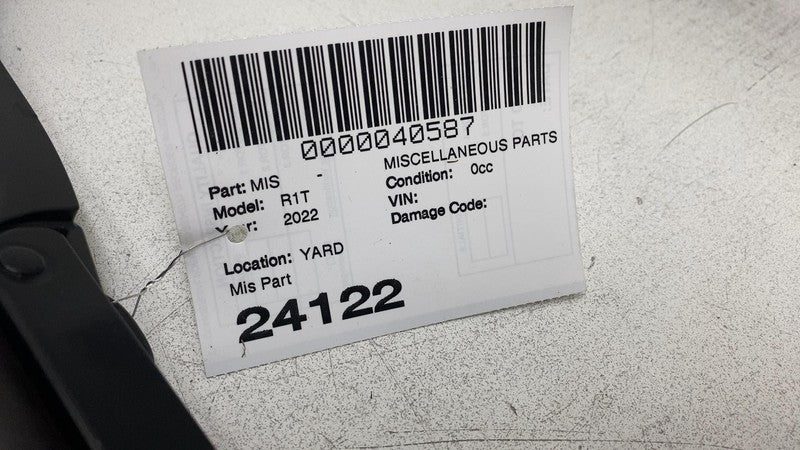 0000040587
Part: MIS - MISCELLANEOUS PARTS
Model: R1T Condition: 0cc
Year: 2022 VIN:
Damage Code:
Location: YARD
Mis Part
24122